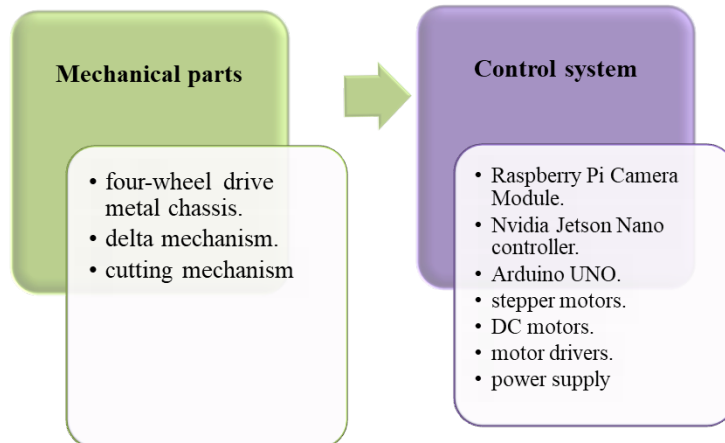 Mechanical parts
• four-wheel drive
metal chassis.
• delta mechanism.
• cutting mechanism
Control system
• Raspberry Pi Camera
Module.
• Nvidia Jetson Nano
controller.
• Arduino UNO.
• stepper motors.
• DC motors.
• motor drivers.
• power supply